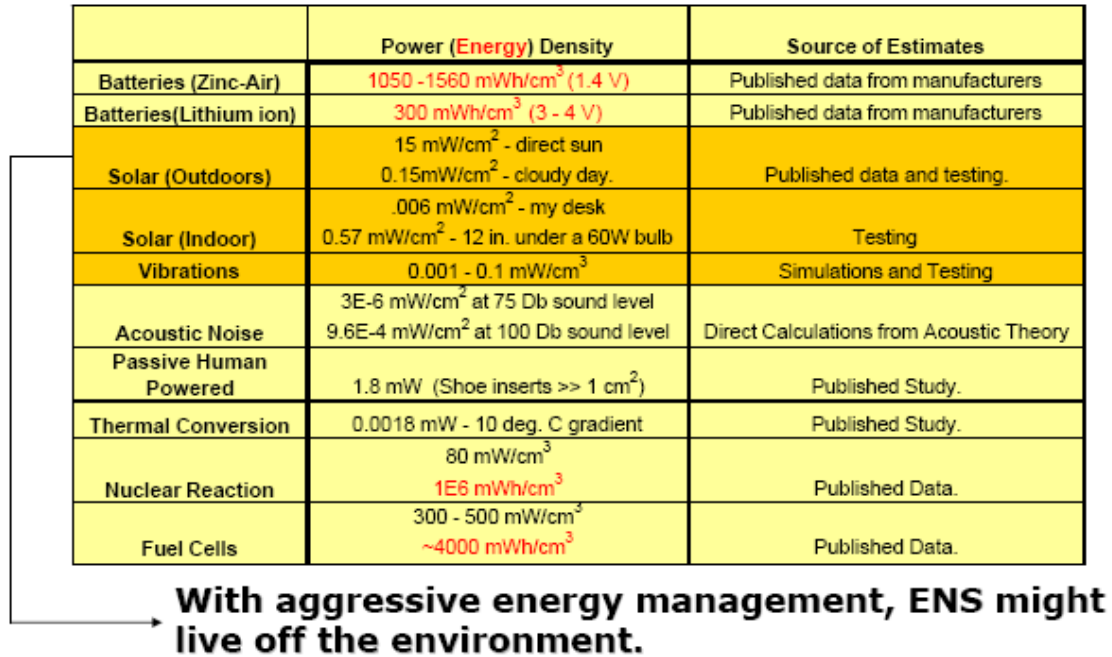 Power (Energy) Density Source of Estimates
Batteries (Zinc-Air) 1050 -1560 mWh/cm³ (1.4 V) Published data from manufacturers
Batteries(Lithium ion) 300 mWh/cm³ (3 - 4 V) Published data from manufacturers
15 mW/cm² - direct sun
Solar (Outdoors) 0.15mW/cm² - cloudy day. Published data and testing.
.006 mW/cm² - my desk
Solar (Indoor) 0.57 mW/cm² - 12 in. under a 60W bulb Testing
Vibrations 0.001 - 0.1 mW/cm³ Simulations and Testing
3E-6 mW/cm² at 75 Db sound level
Acoustic Noise 9.6E-4 mW/cm² at 100 Db sound level Direct Calculations from Acoustic Theory
Passive Human
Powered 1.8 mW (Shoe inserts >> 1 cm²) Published Study.
Thermal Conversion 0.0018 mW - 10 deg. C gradient Published Study.
80 mW/cm³
Nuclear Reaction 1E6 mWh/cm³ Published Data.
300 - 500 mW/cm³
Fuel Cells ~4000 mWh/cm³ Published Data.
With aggressive energy management, ENS might
live off the environment.